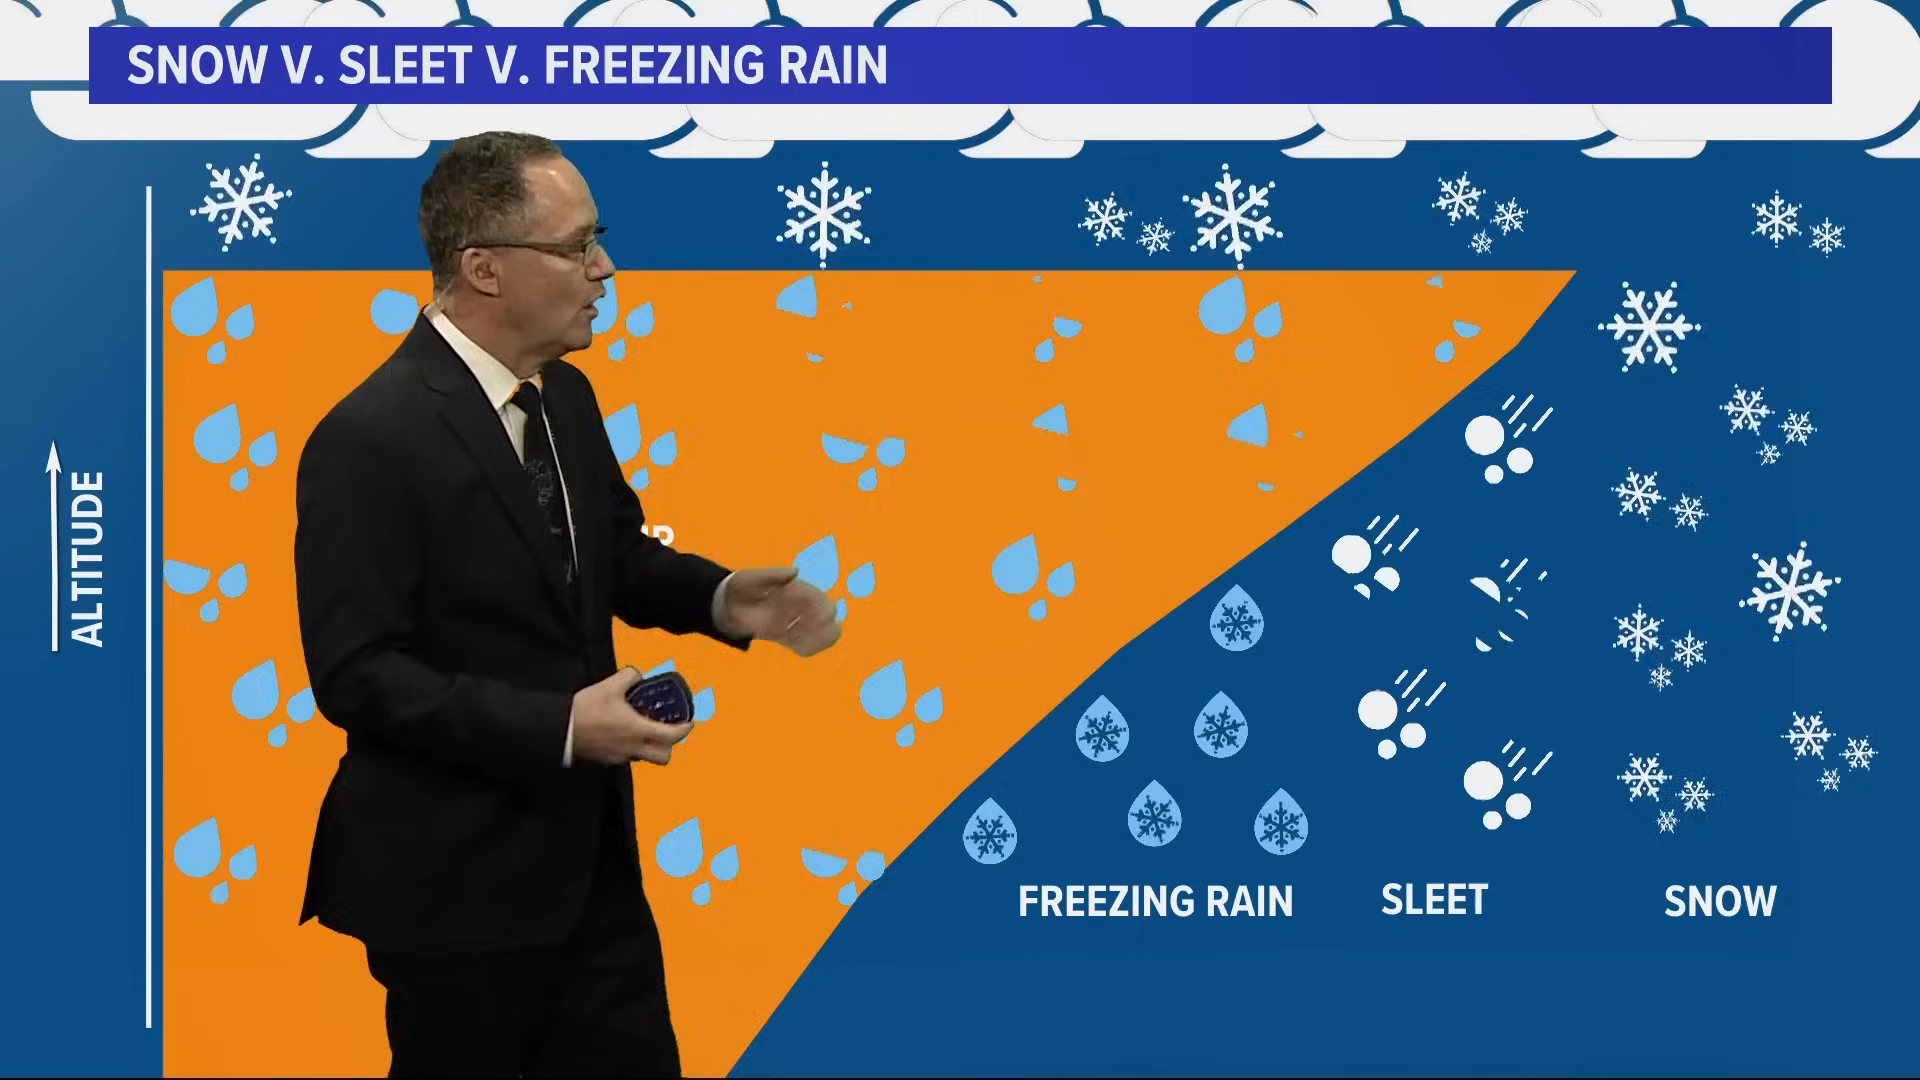 SNOW V. SLEET V. FREEZING RAIN
ALTITUDE
FREEZING RAIN
SLEET
SNOW